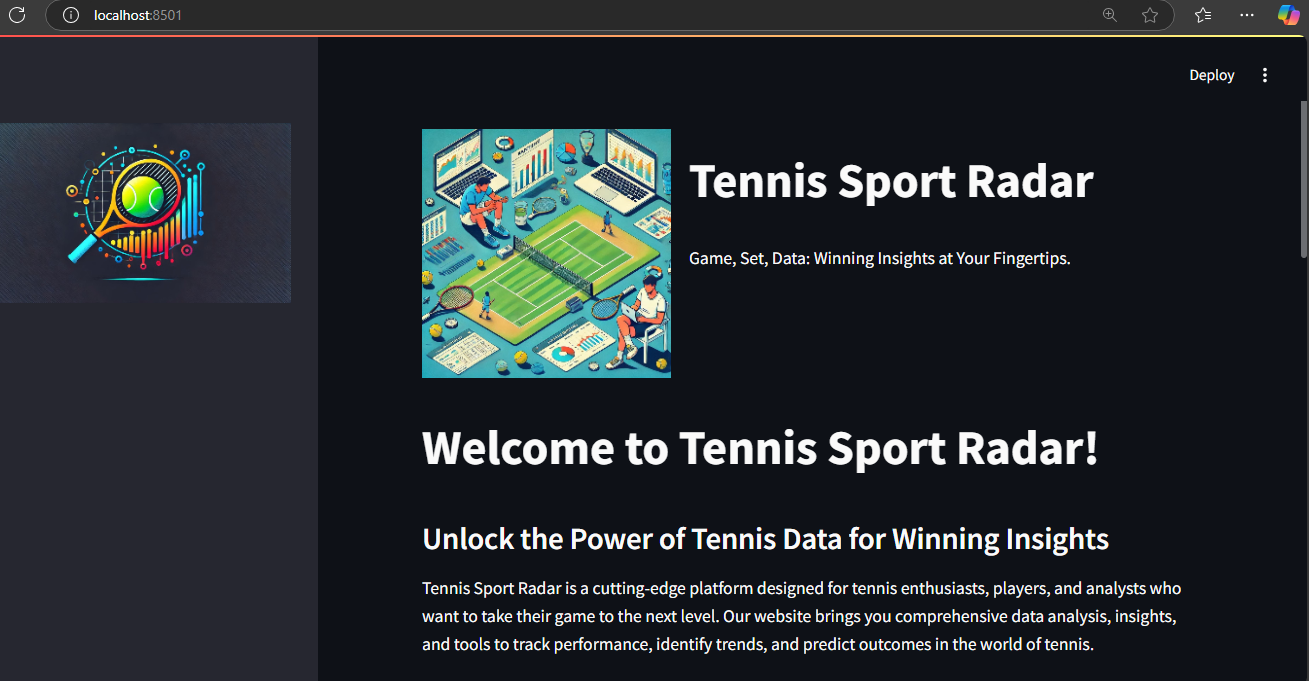 localhost:8501
Deploy
Tennis Sport Radar
Game, Set, Data: Winning Insights at Your Fingertips.
Welcome to Tennis Sport Radar!
Unlock the Power of Tennis Data for Winning Insights
Tennis Sport Radar is a cutting-edge platform designed for tennis enthusiasts, players, and analysts who
want to take their game to the next level. Our website brings you comprehensive data analysis, insights,
and tools to track performance, identify trends, and predict outcomes in the world of tennis.